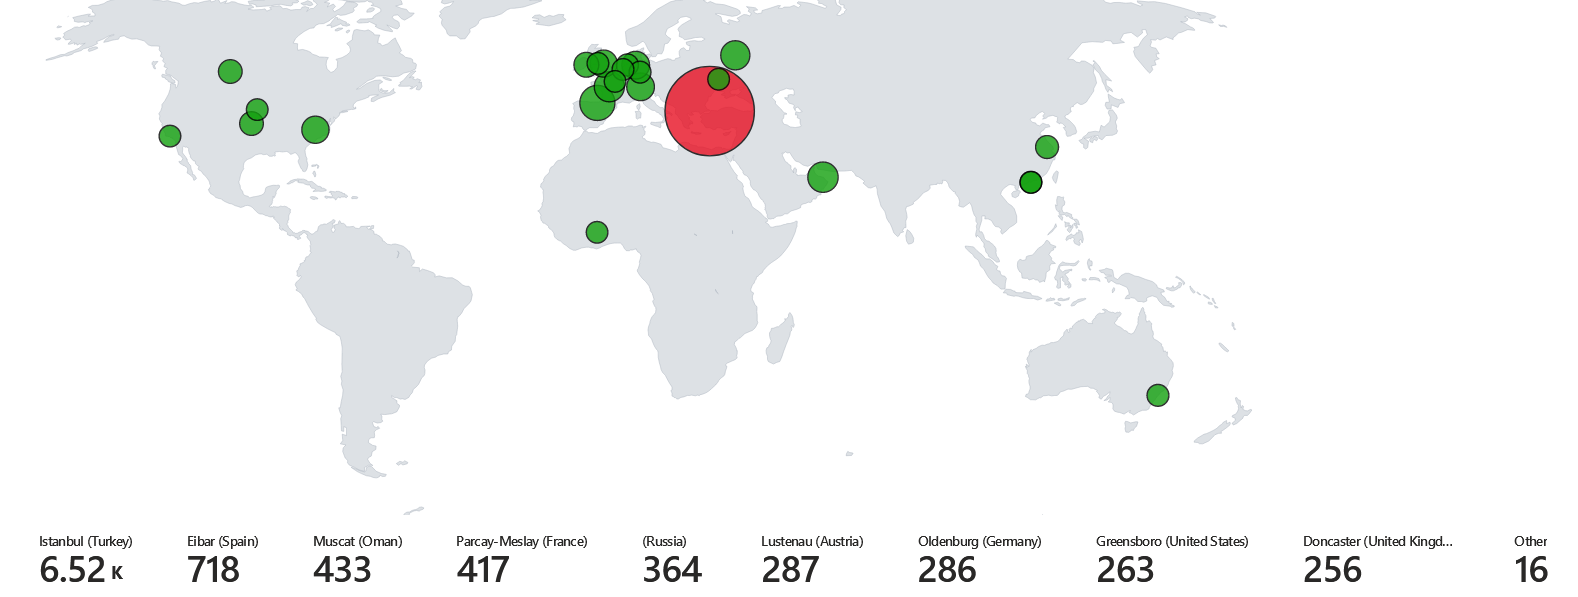 Istanbul (Turkey) Eibar (Spain) Muscat (Oman) Parcay-Meslay (France) (Russia) Lustenau (Austria) Oldenburg (Germany) Greensboro (United States) Doncaster (United Kingd... Other
6.52 K 718 433 417 364 287 286 263 256 16